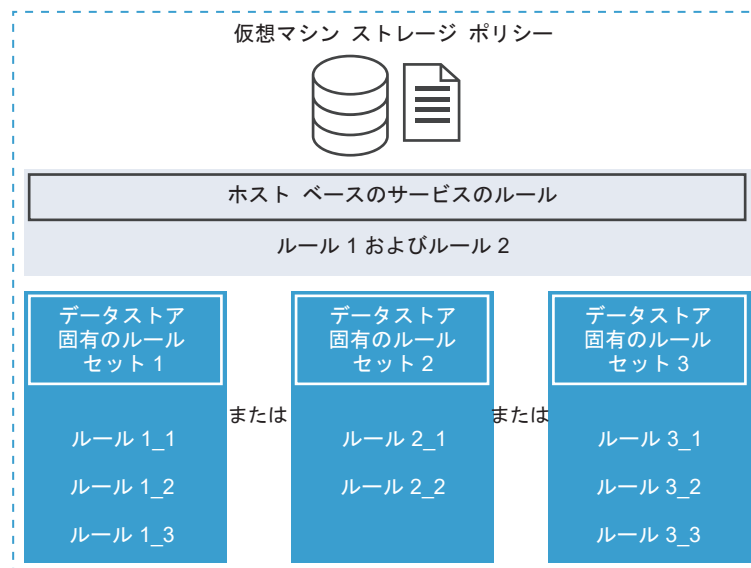 仮想マシン ストレージ ポリシー
ホスト ベースのサービスのルール
ルール 1 およびルール 2
データストア
固有のルール
セット 1
ルール 1_1
ルール 1_2
ルール 1_3
または
データストア
固有のルール
セット 2
ルール 2_1
ルール 2_2
または
データストア
固有のルール
セット 3
ルール 3_1
ルール 3_2
ルール 3_3